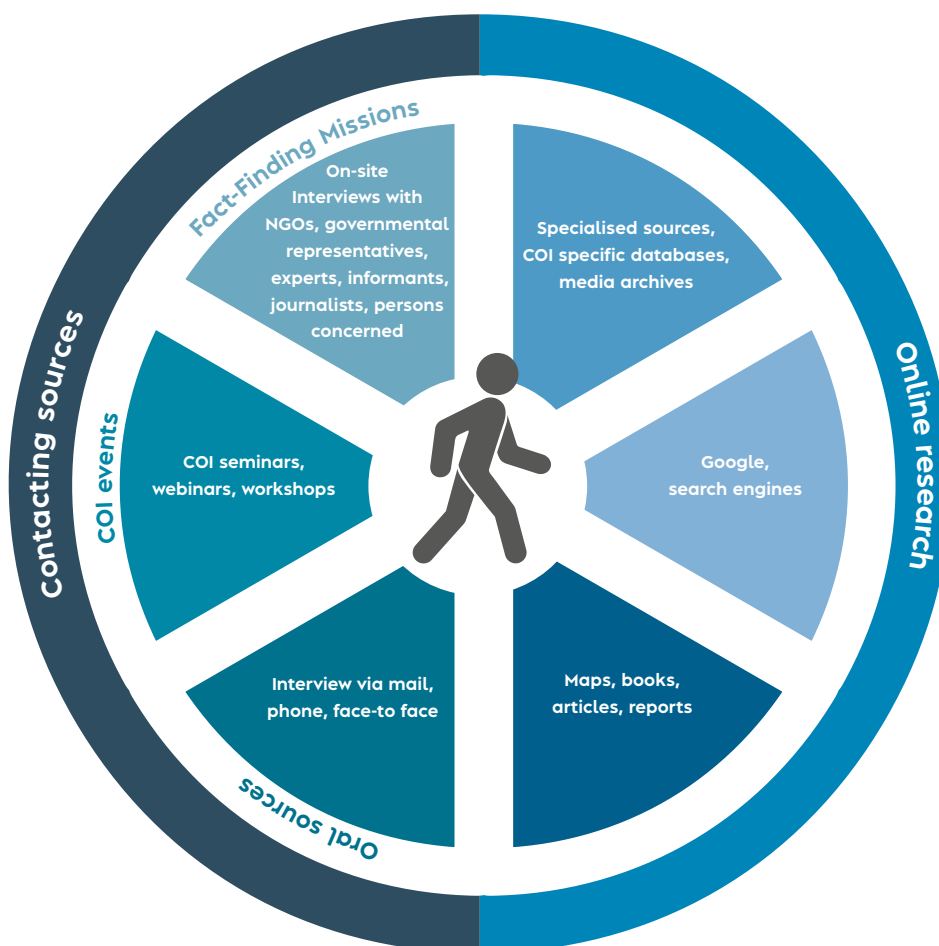 Contacting sources
Online research
Fact-Finding Missions
On-site
Interviews with
NGOs, governmental
representatives,
experts, informants,
journalists, persons
concerned
Specialised sources,
COI specific databases,
media archives
COI events
COI seminars,
webinars, workshops
Google,
search engines
Interview via mail,
phone, face-to face
Oral sources
Maps, books,
articles, reports